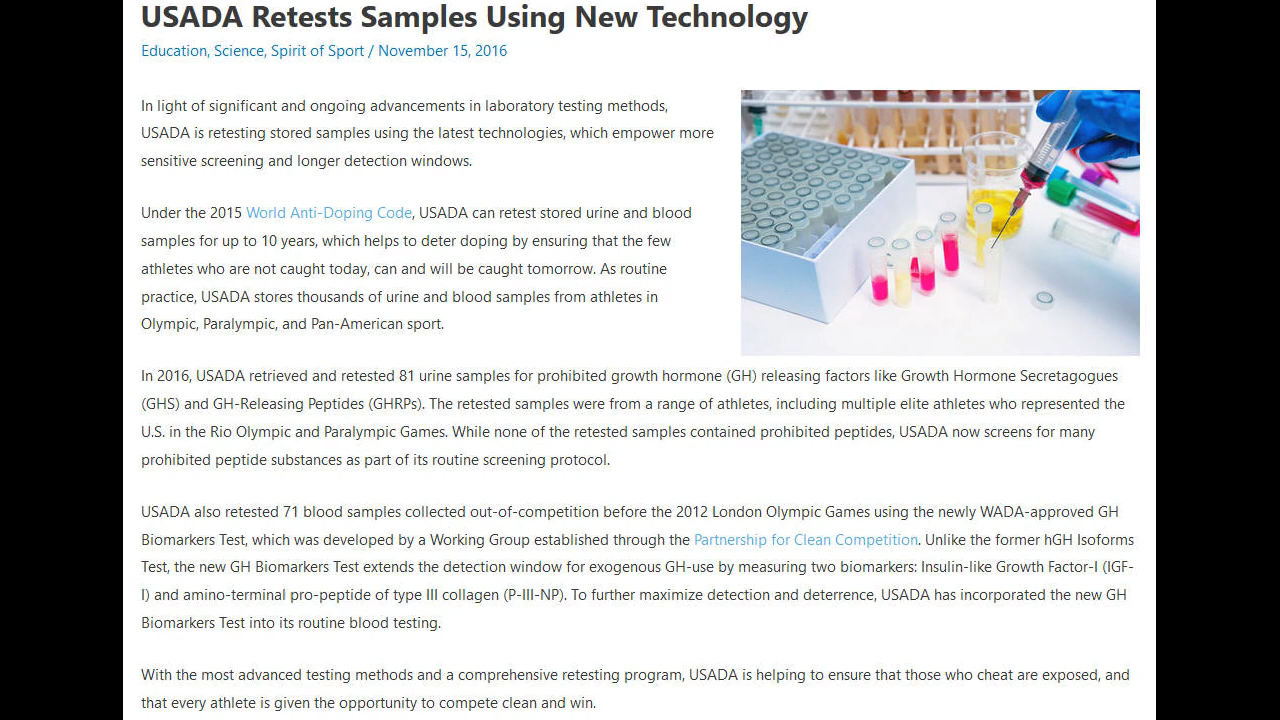 USADA Retests Samples Using New Technology
Education, Science, Spirit of Sport / November 15, 2016
In light of significant and ongoing advancements in laboratory testing methods,
USADA is retesting stored samples using the latest technologies, which empower more
sensitive screening and longer detection windows.
Under the 2015 World Anti-Doping Code, USADA can retest stored urine and blood
samples for up to 10 years, which helps to deter doping by ensuring that the few
athletes who are not caught today, can and will be caught tomorrow. As routine
practice, USADA stores thousands of urine and blood samples from athletes in
Olympic, Paralympic, and Pan-American sport.
In 2016, USADA retrieved and retested 81 urine samples for prohibited growth hormone (GH) releasing factors like Growth Hormone Secretagogues
(GHS) and GH-Releasing Peptides (GHRPs). The retested samples were from a range of athletes, including multiple elite athletes who represented the
U.S. in the Rio Olympic and Paralympic Games. While none of the retested samples contained prohibited peptides, USADA now screens for many
prohibited peptide substances as part of its routine screening protocol.
USADA also retested 71 blood samples collected out-of-competition before the 2012 London Olympic Games using the newly WADA-approved GH
Biomarkers Test, which was developed by a Working Group established through the Partnership for Clean Competition. Unlike the former hGH Isoforms
Test, the new GH Biomarkers Test extends the detection window for exogenous GH-use by measuring two biomarkers: Insulin-like Growth Factor-I (IGF-
I) and amino-terminal pro-peptide of type III collagen (P-III-NP). To further maximize detection and deterrence, USADA has incorporated the new GH
Biomarkers Test into its routine blood testing.
With the most advanced testing methods and a comprehensive retesting program, USADA is helping to ensure that those who cheat are exposed, and
that every athlete is given the opportunity to compete clean and win.